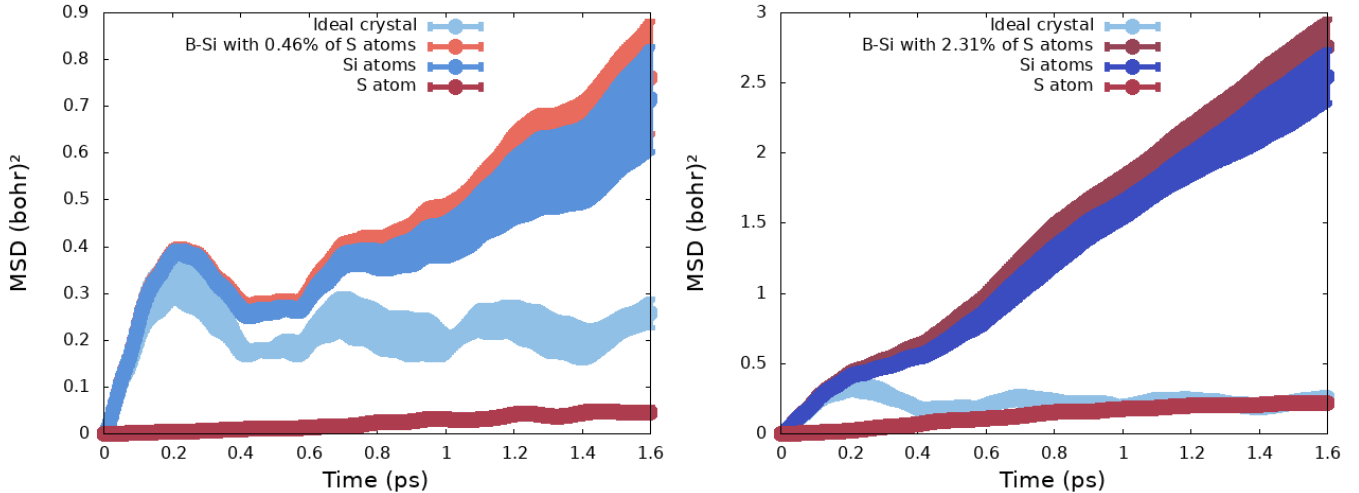 0.9
0.8
0.7
0.6
0.5
0.4
0.3
0.2
0.1
0
MSD (bohr)²
Ideal crystal
B-Si with 0.46% of S atoms
Si atoms
S atom
0
0.2
0.4
0.6
0.8
1
1.2
1.4
1.6
Time (ps)
3
2.5
2
1.5
1
0.5
0
MSD (bohr)²
Ideal crystal
B-Si with 2.31% of S atoms
Si atoms
S atom
0
0.2
0.4
0.6
0.8
1
1.2
1.4
1.6
Time (ps)